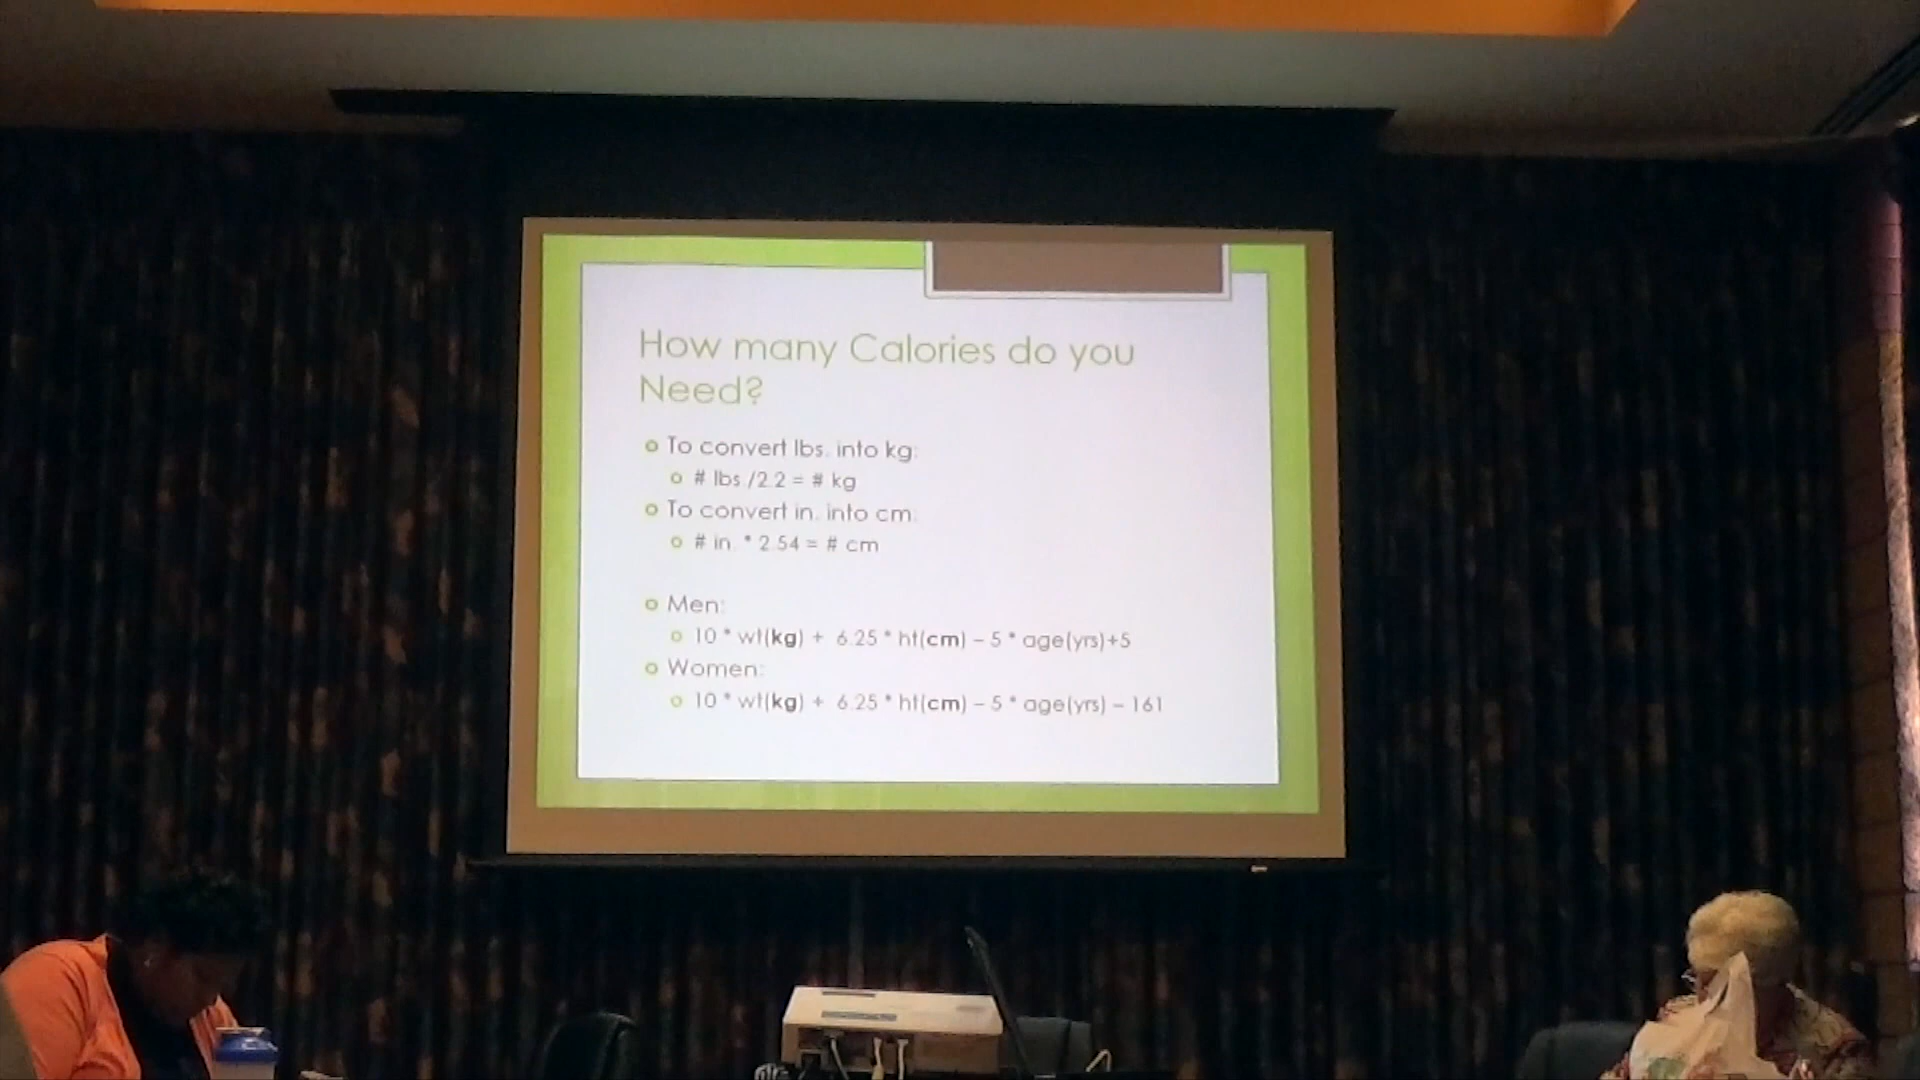 How many Calories do you
Need?
To convert lbs. into kg:
# lbs./2.2 = # kg
To convert in. into cm:
# in. * 2.54 = # cm
Men:
10 * wt(kg) + 6.25 * ht(cm) – 5 * age(yrs)+5
Women:
10 * wt(kg) + 6.25 * ht(cm) – 5 * age(yrs) – 161